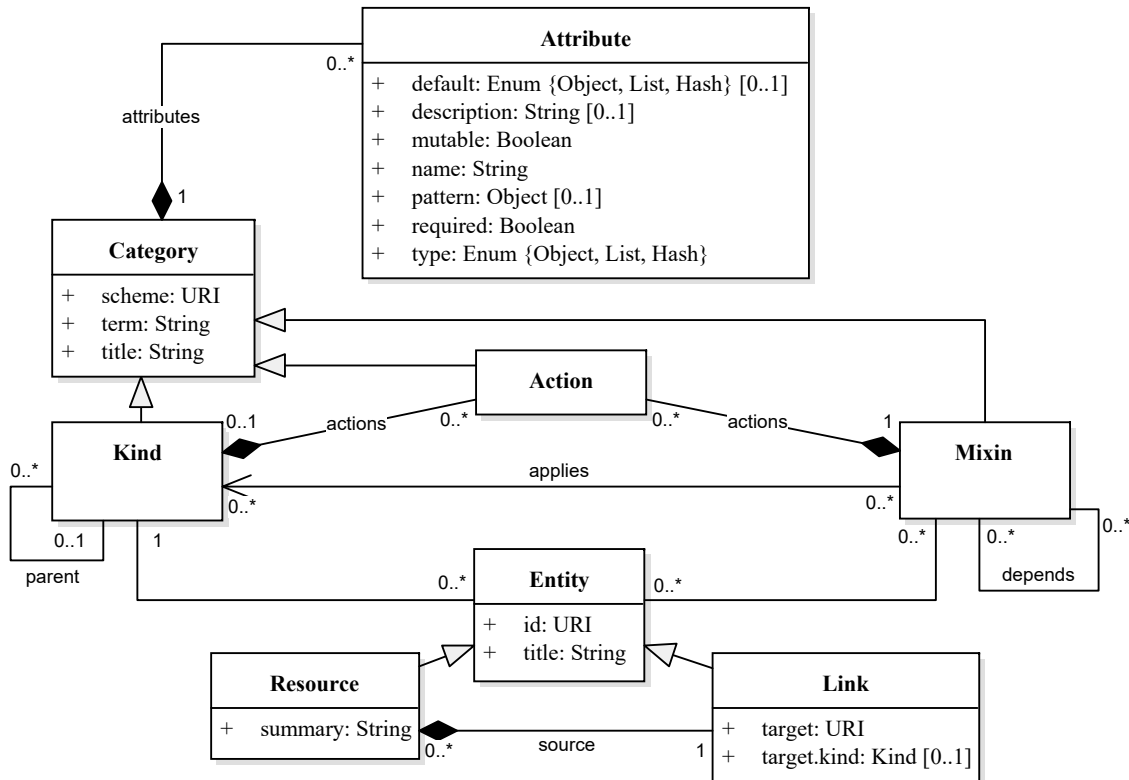 Attribute
0..*
+ default: Enum {Object, List, Hash} [0..1]
+ description: String [0..1]
attributes
+ mutable: Boolean
+ name: String
+ pattern: Object [0..1]
+ required: Boolean
+ type: Enum {Object, List, Hash}
1
Category
+ scheme: URI
+ term: String
+ title: String
Action
0..1
actions
0..*
0..*
actions
1
Kind
Mixin
0..*
applies
0..*
0..*
0..1
parent
1
0..*
0..*
0..*
depends
0..*
Entity
0..*
+ id: URI
+ title: String
Resource
+ summary: String
0..*
source
1
Link
+ target: URI
+ target.kind: Kind [0..1]